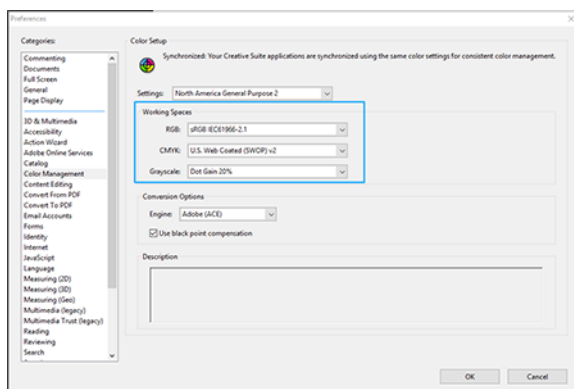 Preferences
Categories:
Commenting
Documents
Full Screen
General
Page Display
3D & Multimedia
Accessibility
Action Wizard
Adobe Online Services
Catalog
Color Management
Content Editing
Convert From PDF
Convert To PDF
Email Accounts
Forms
Identity
Internet
JavaScript
Language
Measuring (2D)
Measuring (3D)
Measuring (Geo)
Multimedia (legacy)
Multimedia Trust (legacy)
Reading
Reviewing
Search
Color Setup
Synchronized: Your Creative Suite applications are synchronized using the same color settings for consistent color management.
Settings: North America General Purpose 2
Working Spaces
RGB: sRGB IEC61966-2.1
CMYK: U.S. Web Coated (SWOP) v2
Grayscale: Dot Gain 20%
Conversion Options
Engine: Adobe (ACE)
Use black point compensation
Description
OK Cancel